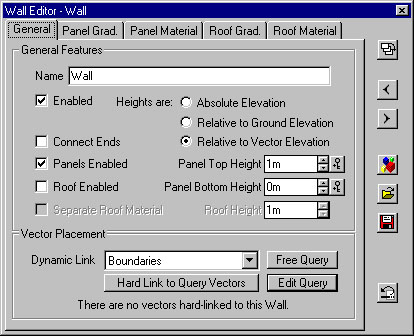 Wall Editor - Wall
General Panel Grad. Panel Material Roof Grad. Roof Material
General Features
Name Wall
Enabled Heights are: Absolute Elevation
Relative to Ground Elevation
Connect Ends Relative to Vector Elevation
Panels Enabled Panel Top Height 1m
Roof Enabled Panel Bottom Height 0m
Separate Roof Material Roof Height 1m
Vector Placement
Dynamic Link Boundaries Free Query
Hard Link to Query Vectors Edit Query
There are no vectors hard-linked to this Wall.